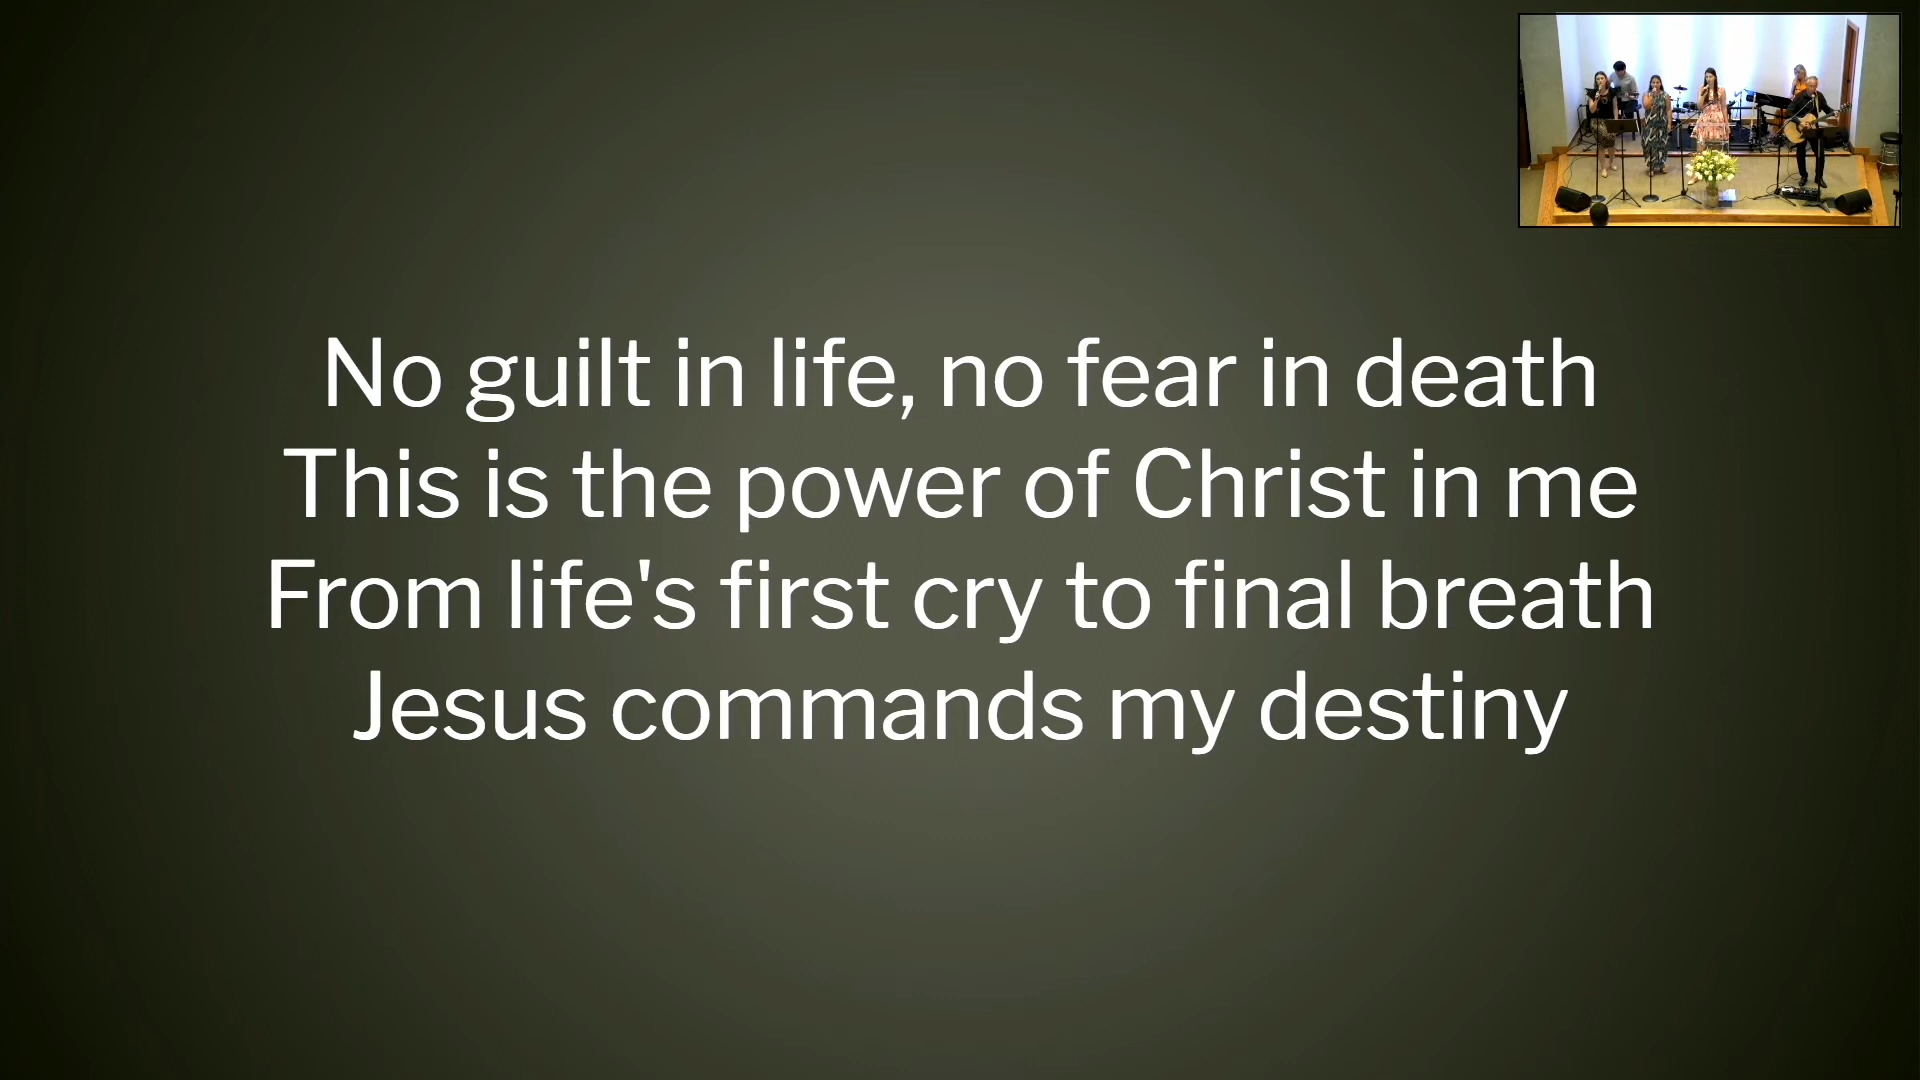 No guilt in life, no fear in death
This is the power of Christ in me
From life's first cry to final breath
Jesus commands my destiny